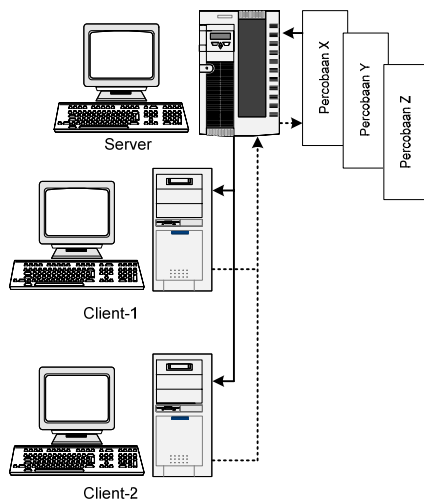 Percobaan X
Percobaan Y
Percobaan Z
Server
Client-1
Client-2